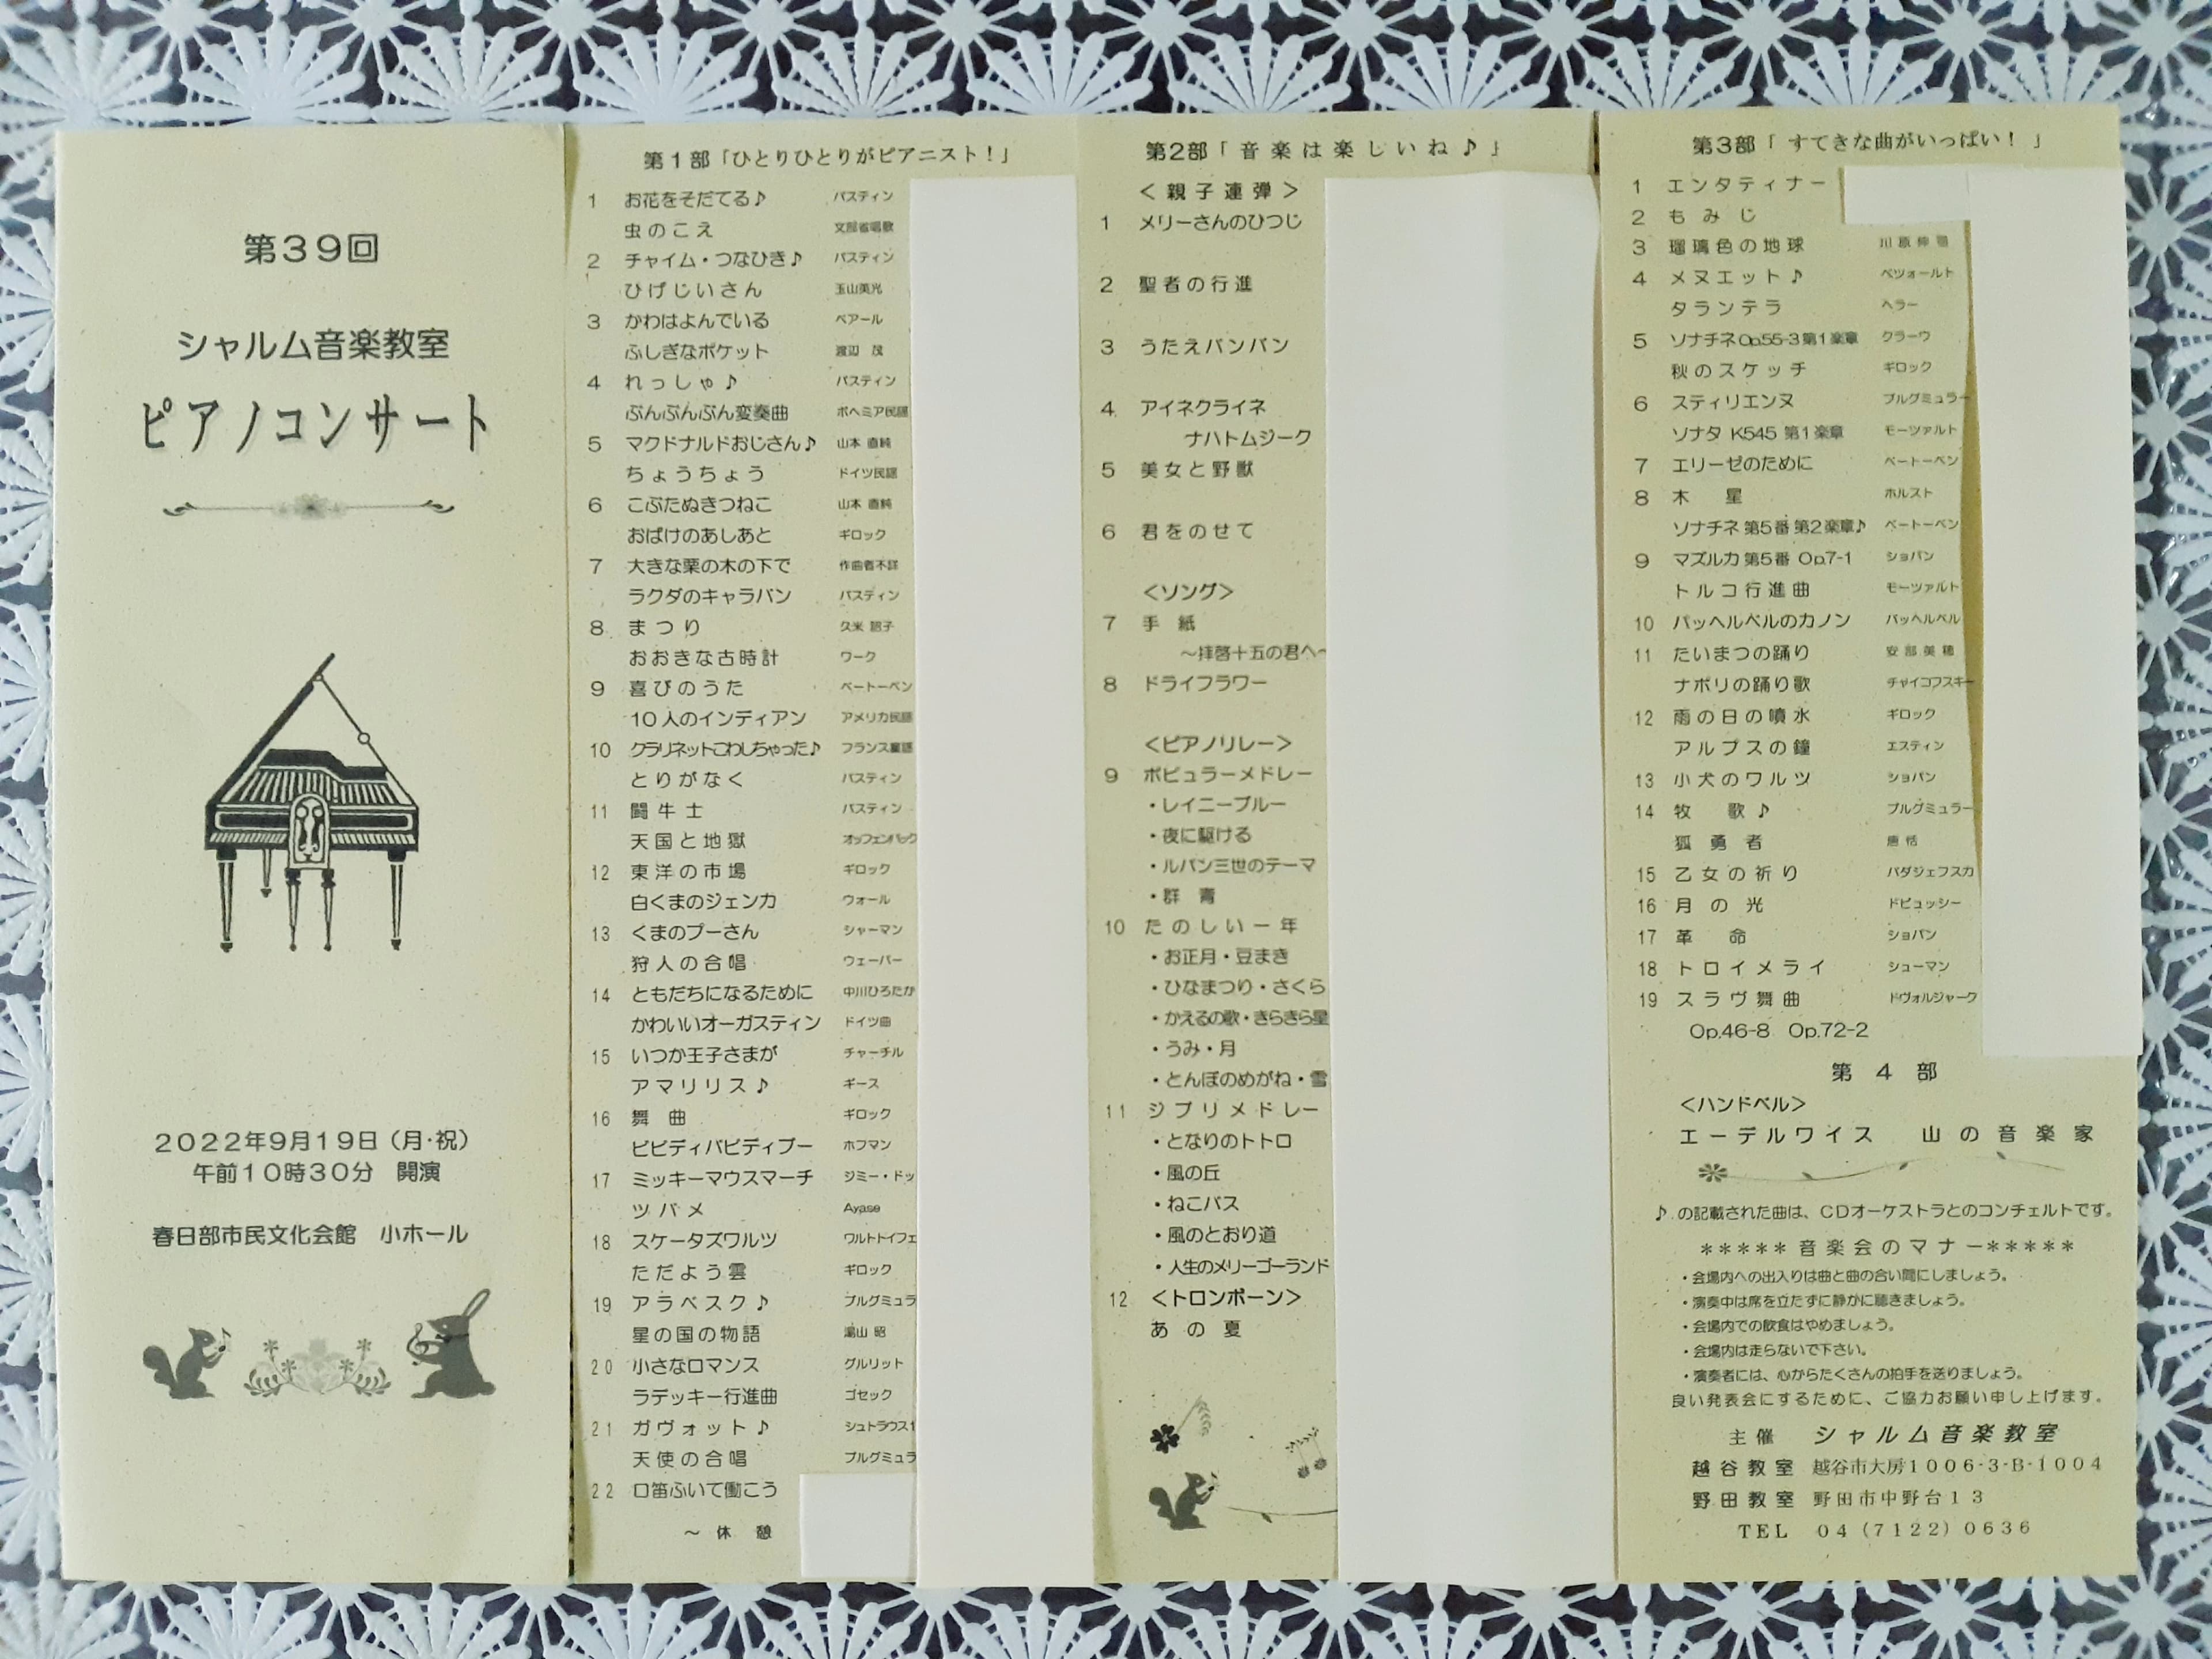 第39回
シャルム音楽教室
ピアノコンサート
2022年9月19日（月·祝）
午前10時30分　開演
春日部市民文化会館　小ホール
第1部「ひとりひとりがピアニスト！」
1 お花をそだてる♪ バスティン
虫のこえ 文部省唱歌
2 チャイム・つなひき♪ バスティン
ひげじいさん 玉山英光
3 かわはよんでいる ベアール
ふしぎなポケット 渡辺 茂
4 れっしゃ♪ バスティン
ぶんぶんぶん変奏曲 ボヘミア民謡
5 マクドナルドおじさん♪ 山本 直純
ちょうちょう ドイツ民謡
6 こぶたぬきつねこ 山本 直純
おばけのあしあと ギロック
7 大きな栗の木の下で 作曲者不詳
ラクダのキャラバン バスティン
8 まつり 久米 詔子
おおきな古時計 ワーク
9 喜びのうた ベートーベン
10人のインディアン アメリカ民謡
10 クラリネットこわしちゃった♪ フランス童謡
とりがなく バスティン
11 闘牛士 バスティン
天国と地獄 オッフェンバック
12 東洋の市場 ギロック
白くまのジェンカ ウォール
13 くまのプーさん シャーマン
狩人の合唱 ウェーバー
14 ともだちになるために 中川ひろたか
かわいいオーガスティン ドイツ曲
15 いつか王子さまが チャーチル
アマリリス♪ ギース
16 舞曲 ギロック
ビビディバビディブー ホフマン
17 ミッキーマウスマーチ ジミー・ドッ
ツバメ Ayase
18 スケータズワルツ ワルトトイフェ
ただよう雲 ギロック
19 アラベスク♪ ブルグミュラ
星の国の物語 湯山 昭
20 小さなロマンス グルリット
ラデッキー行進曲 ゴセック
21 ガヴォット♪ シュトラウス1
天使の合唱 ブルグミュラ
22 口笛ふいて働こう
～ 休 憩
第2部「音楽は楽しいね♪」
＜親子連弾＞
1 メリーさんのひつじ
2 聖者の行進
3 うたえバンバン
4 アイネクライネ
ナハトムジーク
5 美女と野獣
6 君をのせて
＜ソング＞
7 手 紙
～拝啓十五の君へ～
8 ドライフラワー
＜ピアノリレー＞
9 ポピュラーメドレー
・レイニーブルー
・夜に駆ける
・ルパン三世のテーマ
・群 青
10 たのしい一年
・お正月・豆まき
・ひなまつり・さくら
・かえるの歌・きらきら星
・うみ・月
・とんぼのめがね・雪
11 ジブリメドレー
・となりのトトロ
・風の丘
・ねこバス
・風のとおり道
・人生のメリーゴーランド
12 ＜トロンボーン＞
あの夏
第3部「すてきな曲がいっぱい！」
1 エンタティナー
2 もみじ
3 瑠璃色の地球 川原伸司
4 メヌエット♪ ペツォールト
タランテラ ヘラー
5 ソナチネOp.55-3第1楽章 クラーウ
秋のスケッチ ギロック
6 スティリエンヌ ブルグミュラー
ソナタ K545 第1楽章 モーツァルト
7 エリーゼのために ベートーベン
8 木 星 ホルスト
ソナチネ 第5番 第2楽章♪ ベートーベン
9 マズルカ 第5番 Op.7-1 ショパン
トルコ行進曲 モーツァルト
10 パッヘルベルのカノン パッヘルベル
11 たいまつの踊り 安部美穂
ナポリの踊り歌 チャイコフスキー
12 雨の日の噴水 ギロック
アルプスの鐘 エスティン
13 小犬のワルツ ショパン
14 牧 歌♪ ブルグミュラー
狐勇者 唐恬
15 乙女の祈り バダジェフスカ
16 月の光 ドビュッシー
17 革 命 ショパン
18 トロイメライ シューマン
19 スラヴ舞曲 ドヴォルジャーク
Op.46-8 Op.72-2
第 4 部
＜ハンドベル＞
エーデルワイス　山の音楽家
♪.の記載された曲は、CDオーケストラとのコンチェルトです。
＊＊＊＊＊音楽会のマナー＊＊＊＊＊
・会場内への出入りは曲と曲の合い間にしましょう。
・演奏中は席を立たずに静かに聴きましょう。
・会場内での飲食はやめましょう。
・会場内は走らないで下さい。
・演奏者には、心からたくさんの拍手を送りましょう。
良い発表会にするために、ご協力お願い申し上げます。
主催　シャルム音楽教室
越谷教室　越谷市大房1006-3-B-1004
野田教室　野田市中野台13
TEL　04（7122）0636